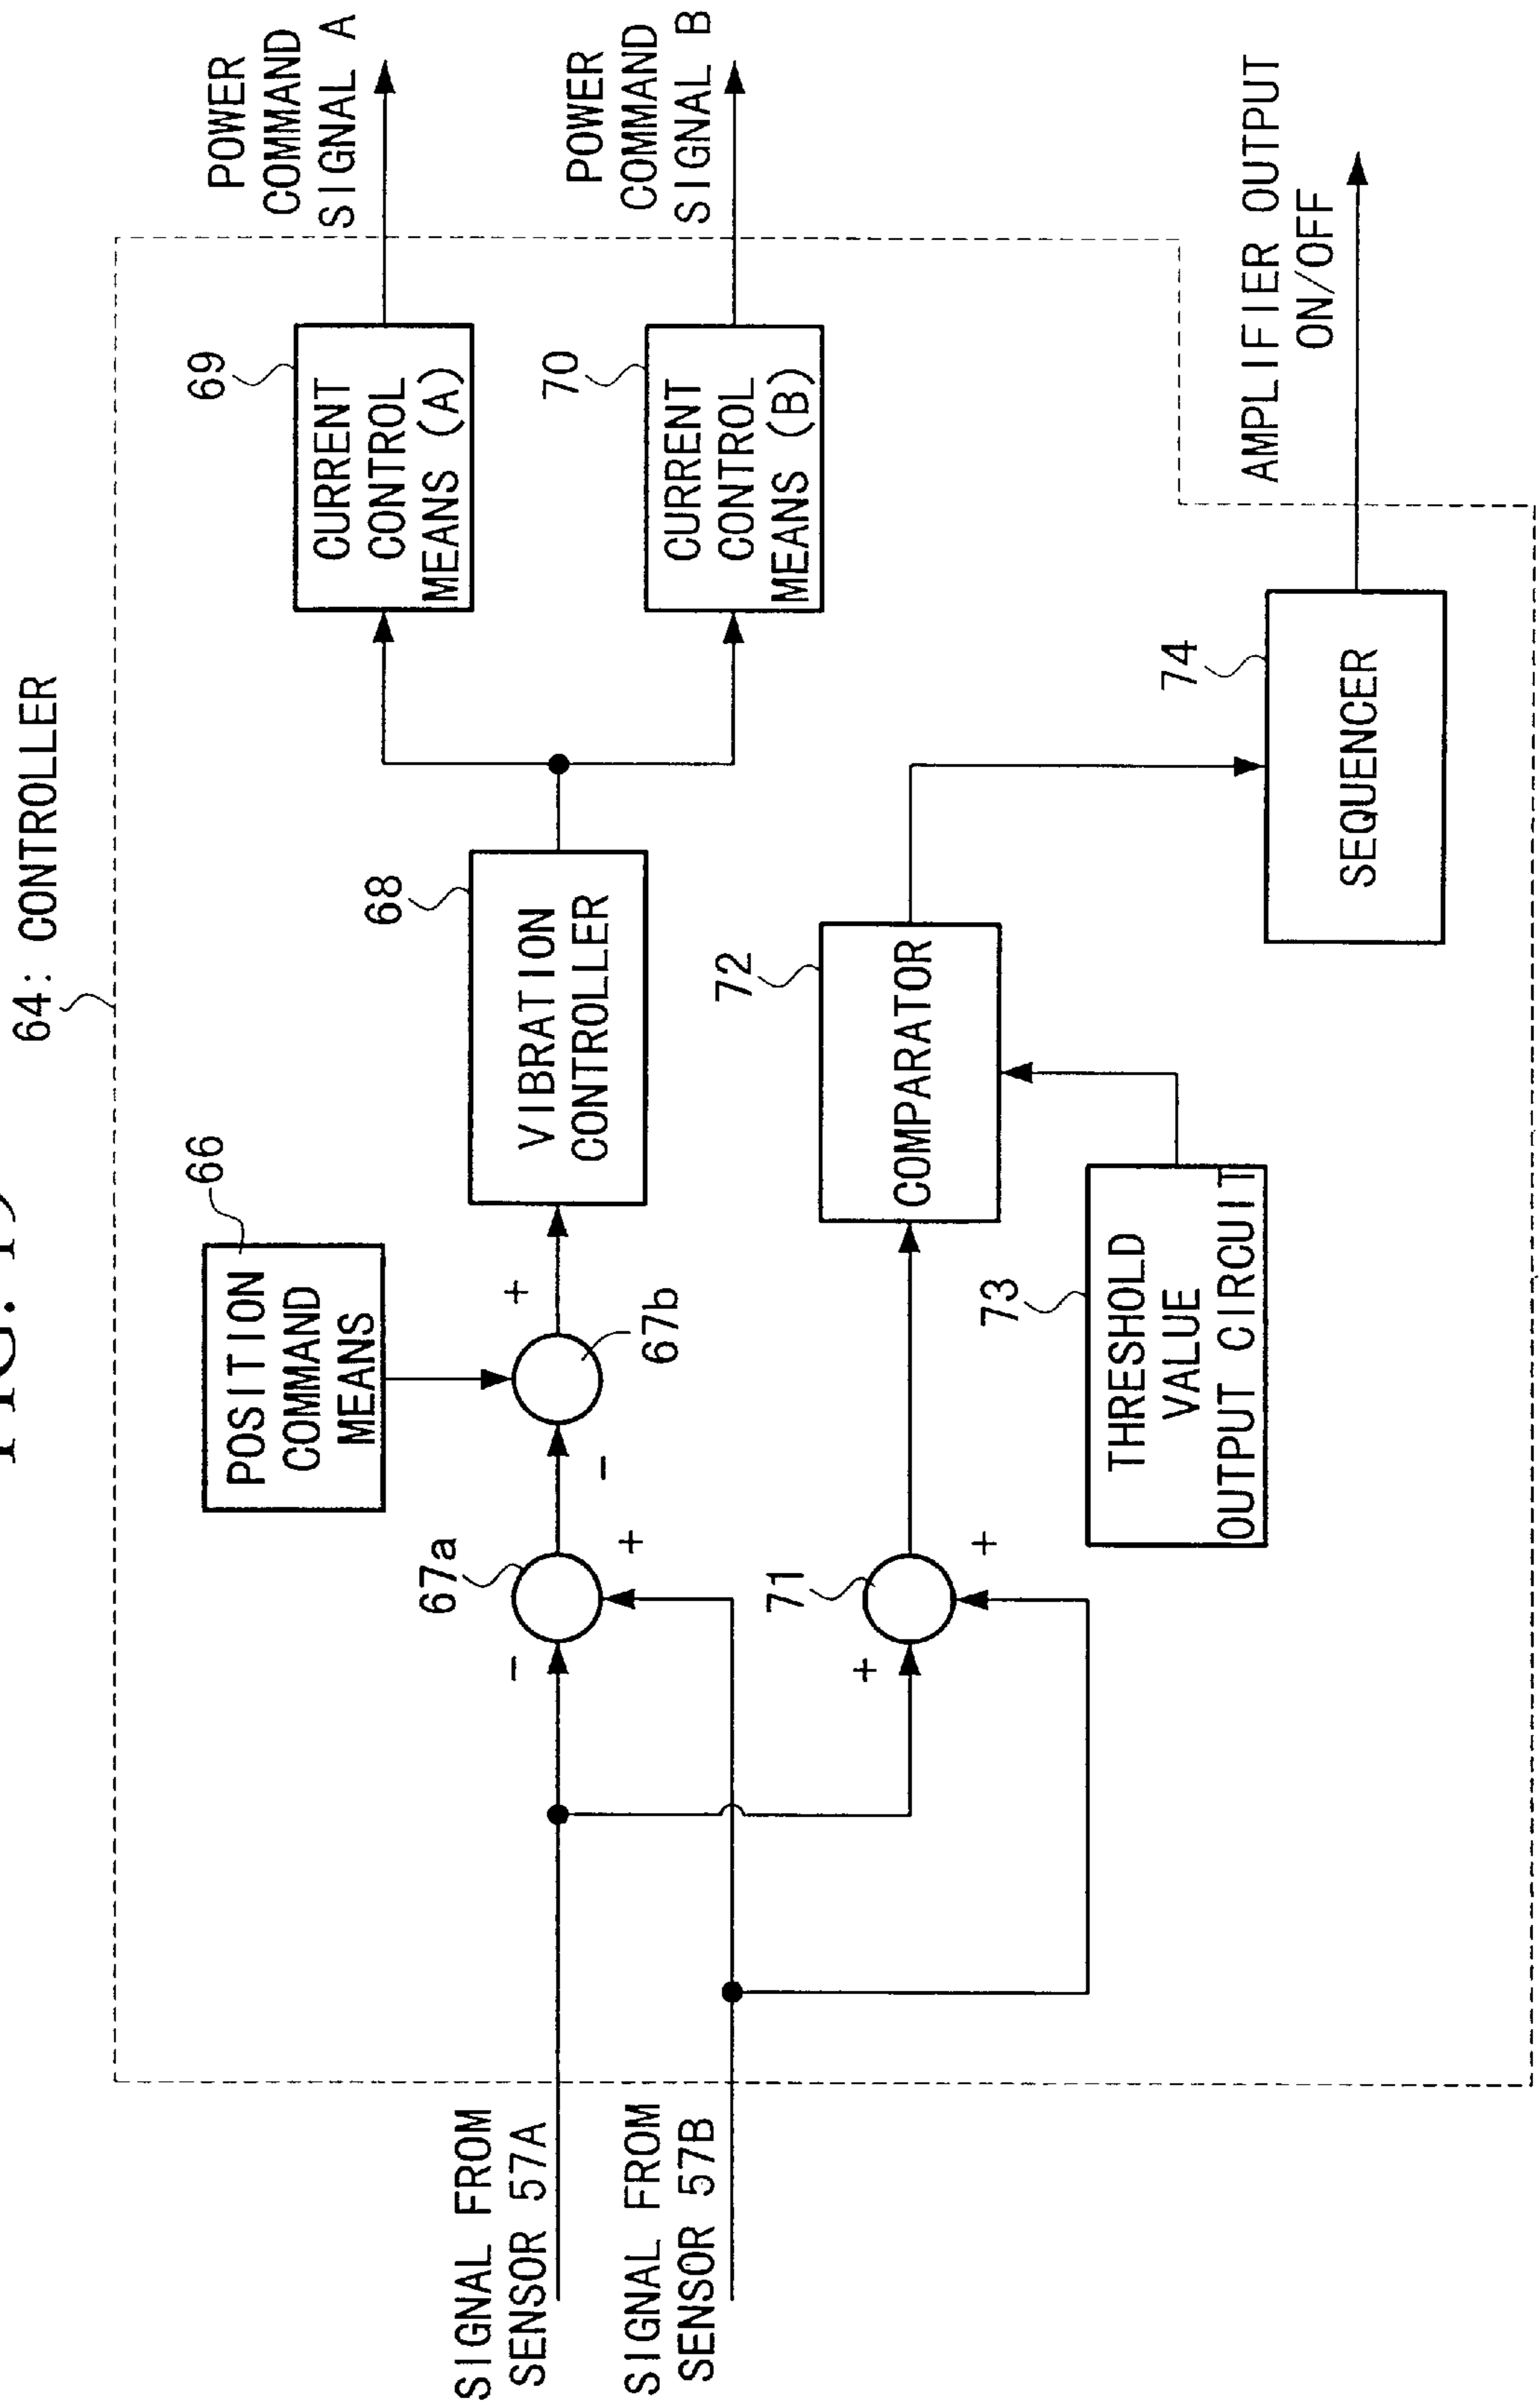 64: CONTROLLER
POSITION
COMMAND
MEANS
66
67a
67b
-
+
-
+
VIBRATION
CONTROLLER
68
CURRENT
CONTROL
MEANS (A)
69
POWER
COMMAND
SIGNAL A
CURRENT
CONTROL
MEANS (B)
70
POWER
COMMAND
SIGNAL B
SIGNAL FROM
SENSOR 57A
SIGNAL FROM
SENSOR 57B
71
+
+
COMPARATOR
72
THRESHOLD
VALUE
OUTPUT CIRCUIT
73
SEQUENCER
74
AMPLIFIER OUTPUT
ON/OFF